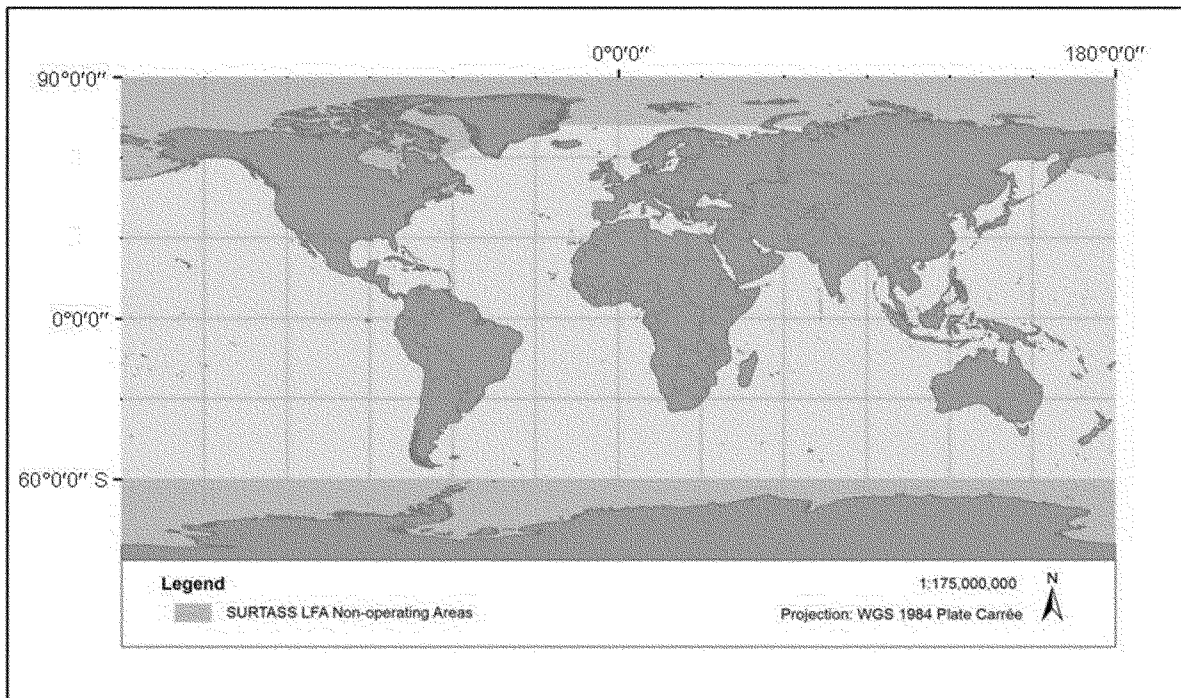 0°0'0" 180°0'0"
90°0'0"
0°0'0"
60°0'0" S
Legend
SURTASS LFA Non-operating Areas
1:175,000,000
N
Projection: WGS 1984 Plate Carrée